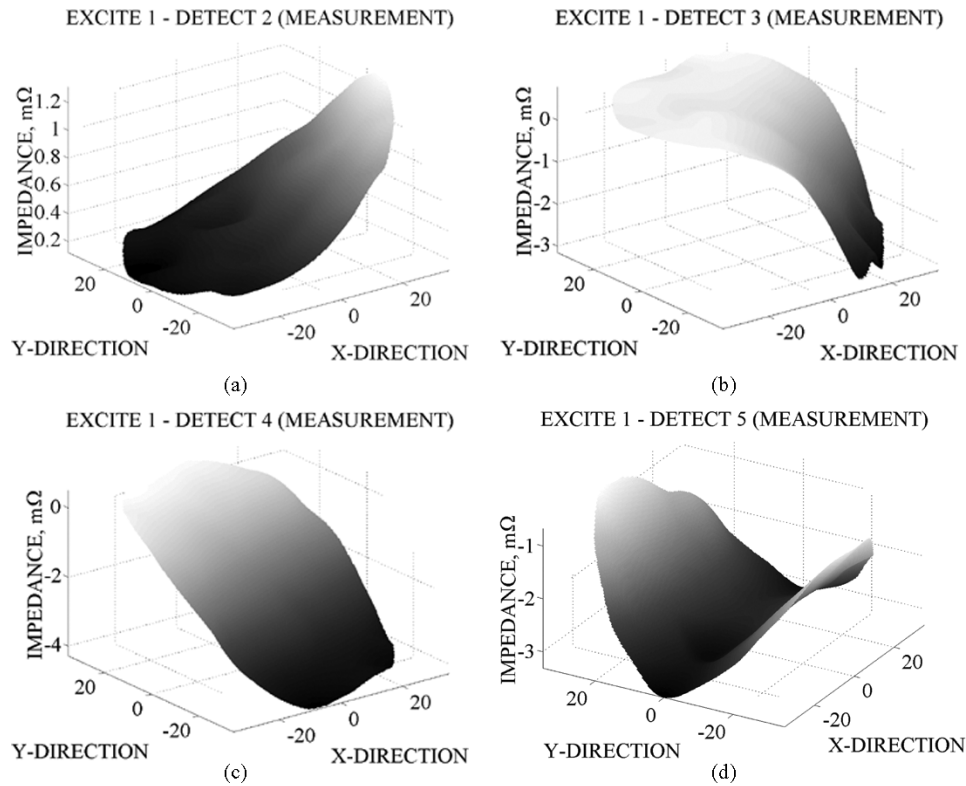 EXCITE 1 - DETECT 2 (MEASUREMENT)
IMPEDANCE, mΩ
1.2
1
0.8
0.6
0.4
0.2
20
0
-20
Y-DIRECTION
-20
0
20
X-DIRECTION
(a)
EXCITE 1 - DETECT 3 (MEASUREMENT)
IMPEDANCE, mΩ
0
-1
-2
-3
20
0
-20
Y-DIRECTION
-20
0
20
X-DIRECTION
(b)
EXCITE 1 - DETECT 4 (MEASUREMENT)
IMPEDANCE, mΩ
0
-2
-4
20
0
-20
Y-DIRECTION
-20
0
20
X-DIRECTION
(c)
EXCITE 1 - DETECT 5 (MEASUREMENT)
IMPEDANCE, mΩ
-1
-2
-3
20
0
-20
Y-DIRECTION
-20
0
20
X-DIRECTION
(d)